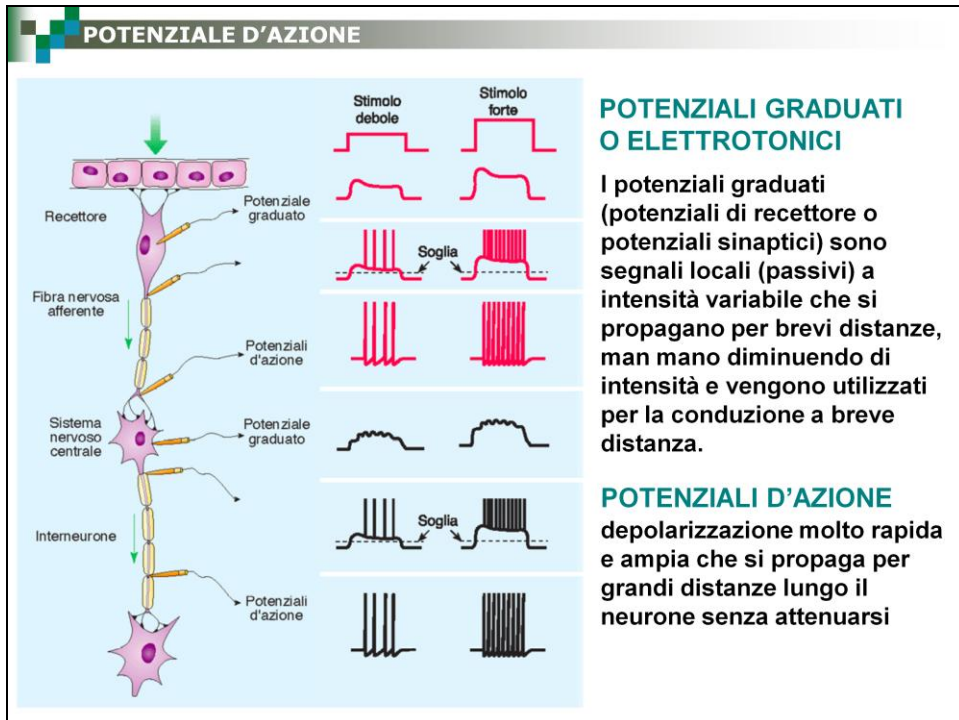 POTENZIALE D'AZIONE
Stimolo
debole
Stimolo
forte
Recettore
Potenziale
graduato
Soglia
Fibra nervosa
afferente
Potenziali
d'azione
Sistema
nervoso
centrale
Potenziale
graduato
Soglia
Interneurone
Potenziali
d'azione
POTENZIALI GRADUATI
O ELETTROTONICI
I potenziali graduati
(potenziali di recettore o
potenziali sinaptici) sono
segnali locali (passivi) a
intensità variabile che si
propagano per brevi distanze,
man mano diminuendo di
intensità e vengono utilizzati
per la conduzione a breve
distanza.
POTENZIALI D'AZIONE
depolarizzazione molto rapida
e ampia che si propaga per
grandi distanze lungo il
neurone senza attenuarsi